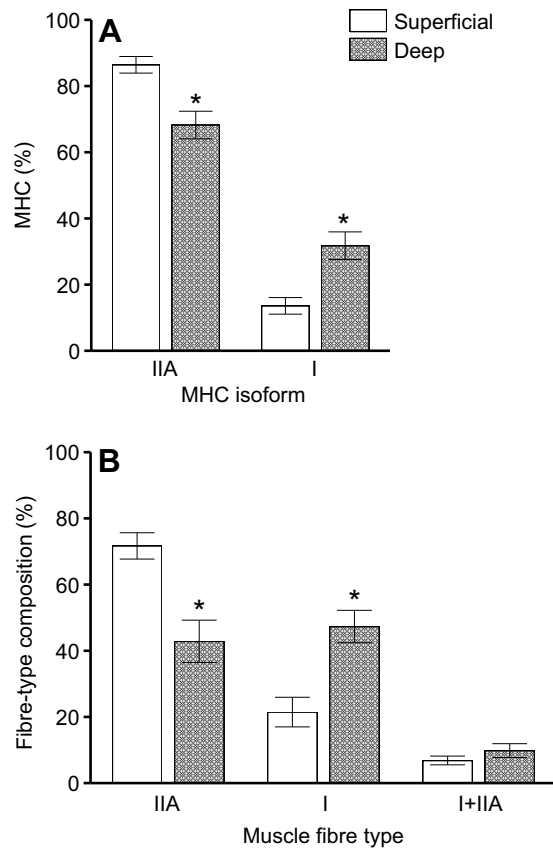 A
Superficial
Deep
MHC (%)
100
80
60
40
20
0
*
*
IIA
I
MHC isoform
B
Fibre-type composition (%)
100
80
60
40
20
0
*
*
IIA
I
I+IIA
Muscle fibre type